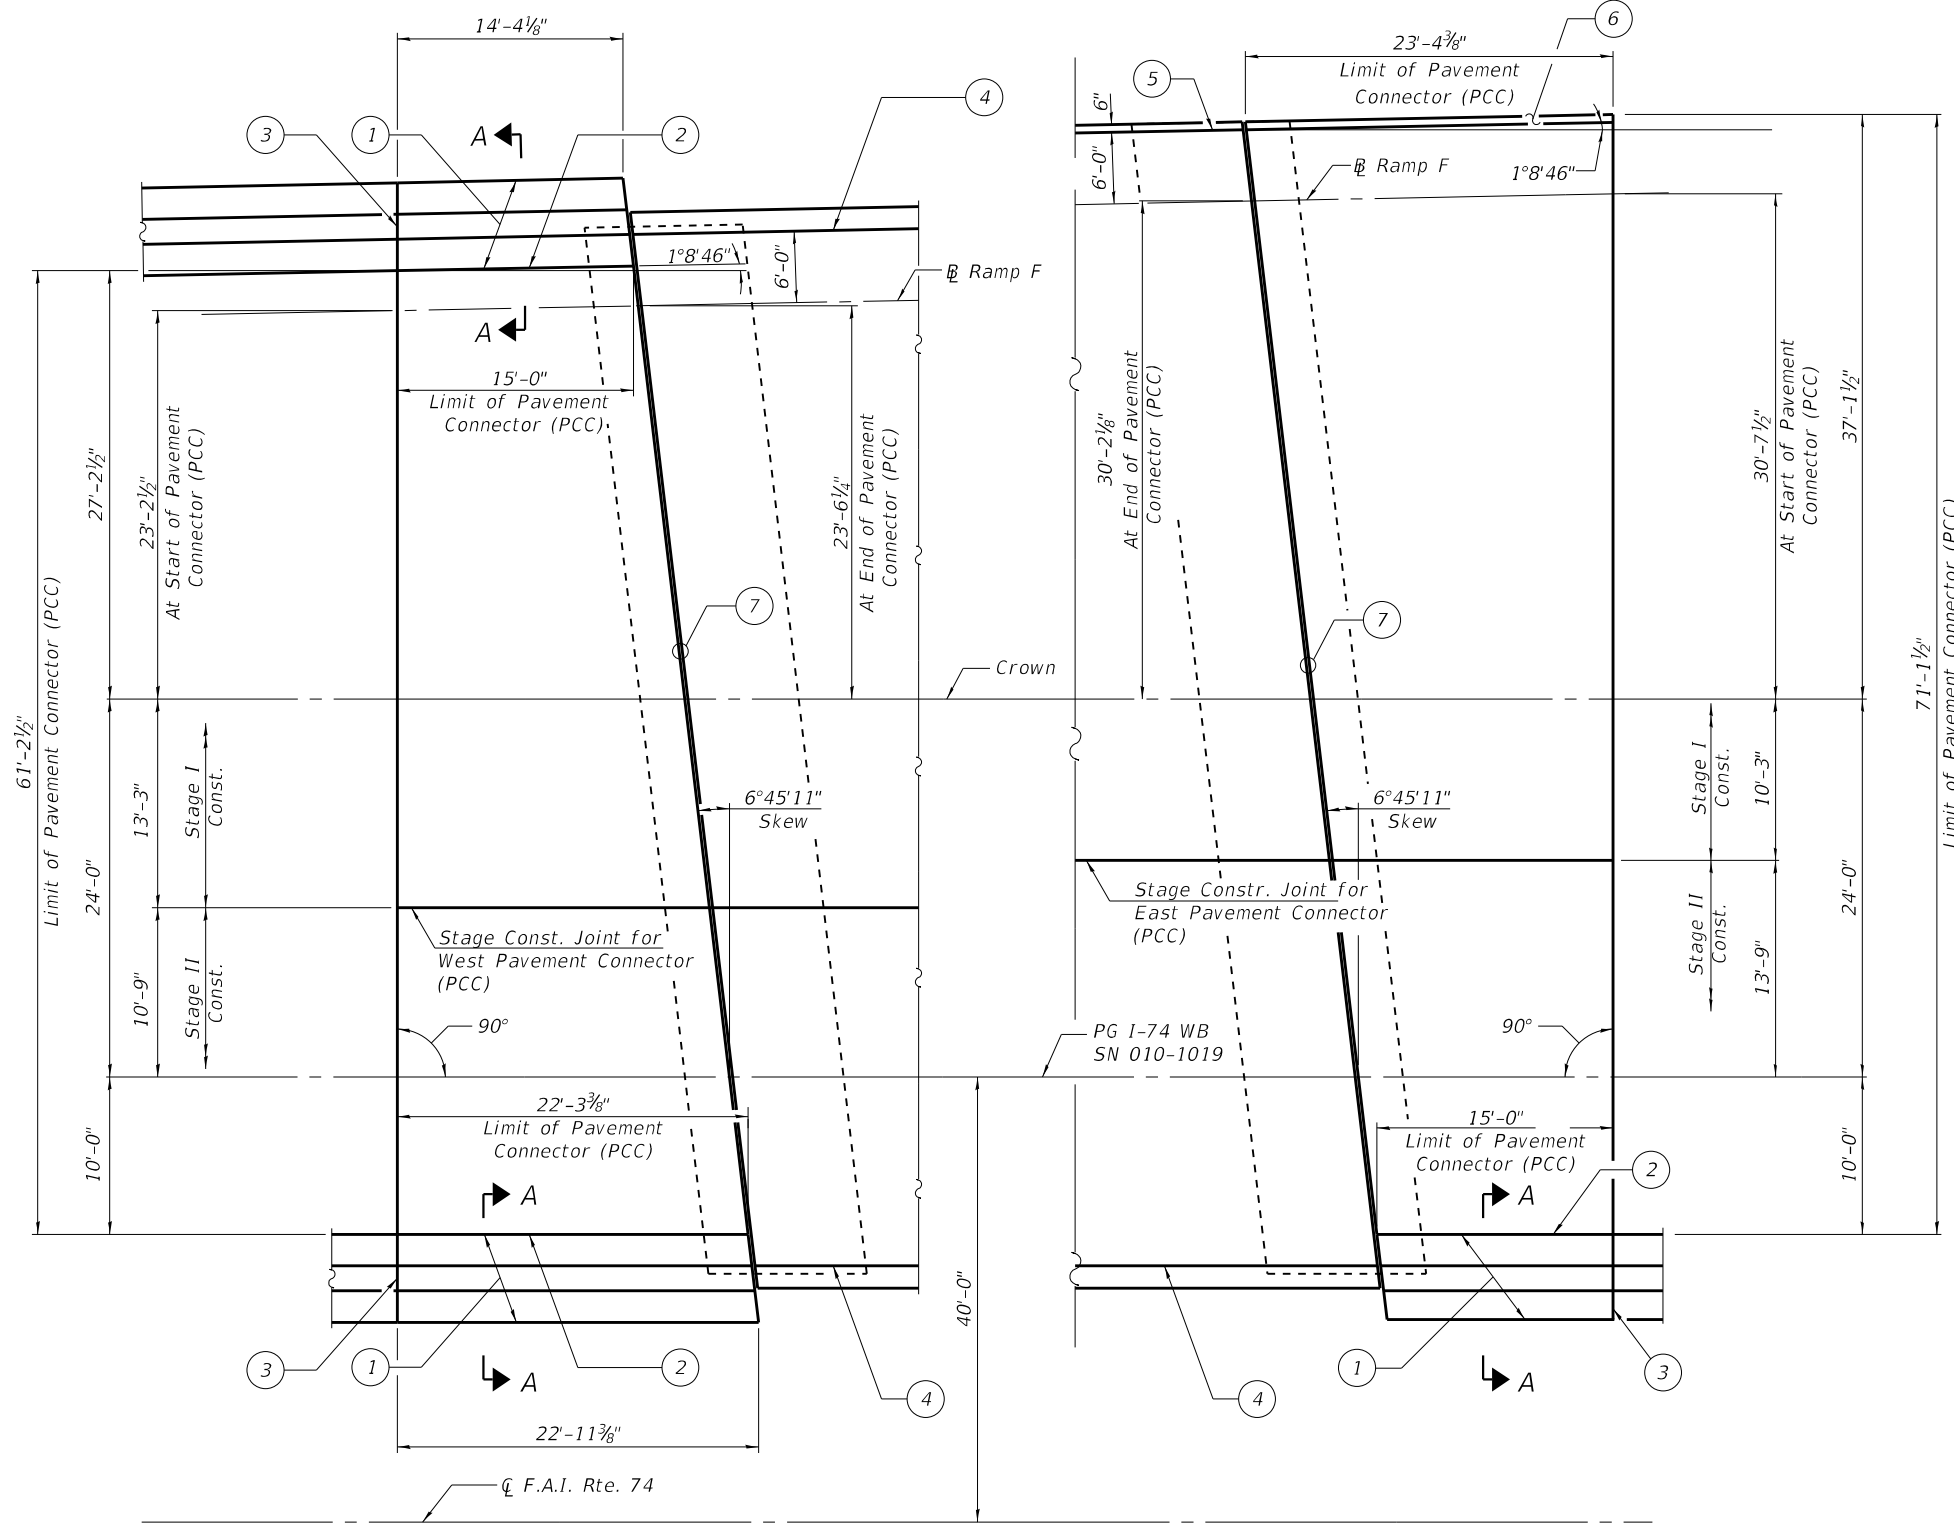 14'-4⅛"
3
1
A
2
4
1°8'46"
6'-0"
℄ Ramp F
A
15'-0"
Limit of Pavement
Connector (PCC)
61'-2½"
Limit of Pavement Connector (PCC)
27'-2½"
23'-2½"
At Start of Pavement
Connector (PCC)
23'-6¼"
At End of Pavement
Connector (PCC)
7
Crown
24'-0"
13'-3"
Stage I
Const.
6°45'11"
Skew
Stage Const. Joint for
West Pavement Connector
(PCC)
10'-9"
Stage II
Const.
90°
22'-3⅜"
Limit of Pavement
Connector (PCC)
10'-0"
A
3
1
A
2
4
22'-11⅜"
℄ F.A.I. Rte. 74
40'-0"
PG I-74 WB
SN 010-1019
6
5
23'-4⅜"
Limit of Pavement
Connector (PCC)
6"
6'-0"
℄ Ramp F
1°8'46"
30'-2⅛"
At End of Pavement
Connector (PCC)
30'-7½"
At Start of Pavement
Connector (PCC)
37'-1½"
71'-1½"
Limit of Pavement Connector (PCC)
7
6°45'11"
Skew
Stage I
Const.
10'-3"
24'-0"
Stage Constr. Joint for
East Pavement Connector
(PCC)
Stage II
Const.
13'-9"
90°
15'-0"
Limit of Pavement
Connector (PCC)
10'-0"
2
A
4
1
A
3